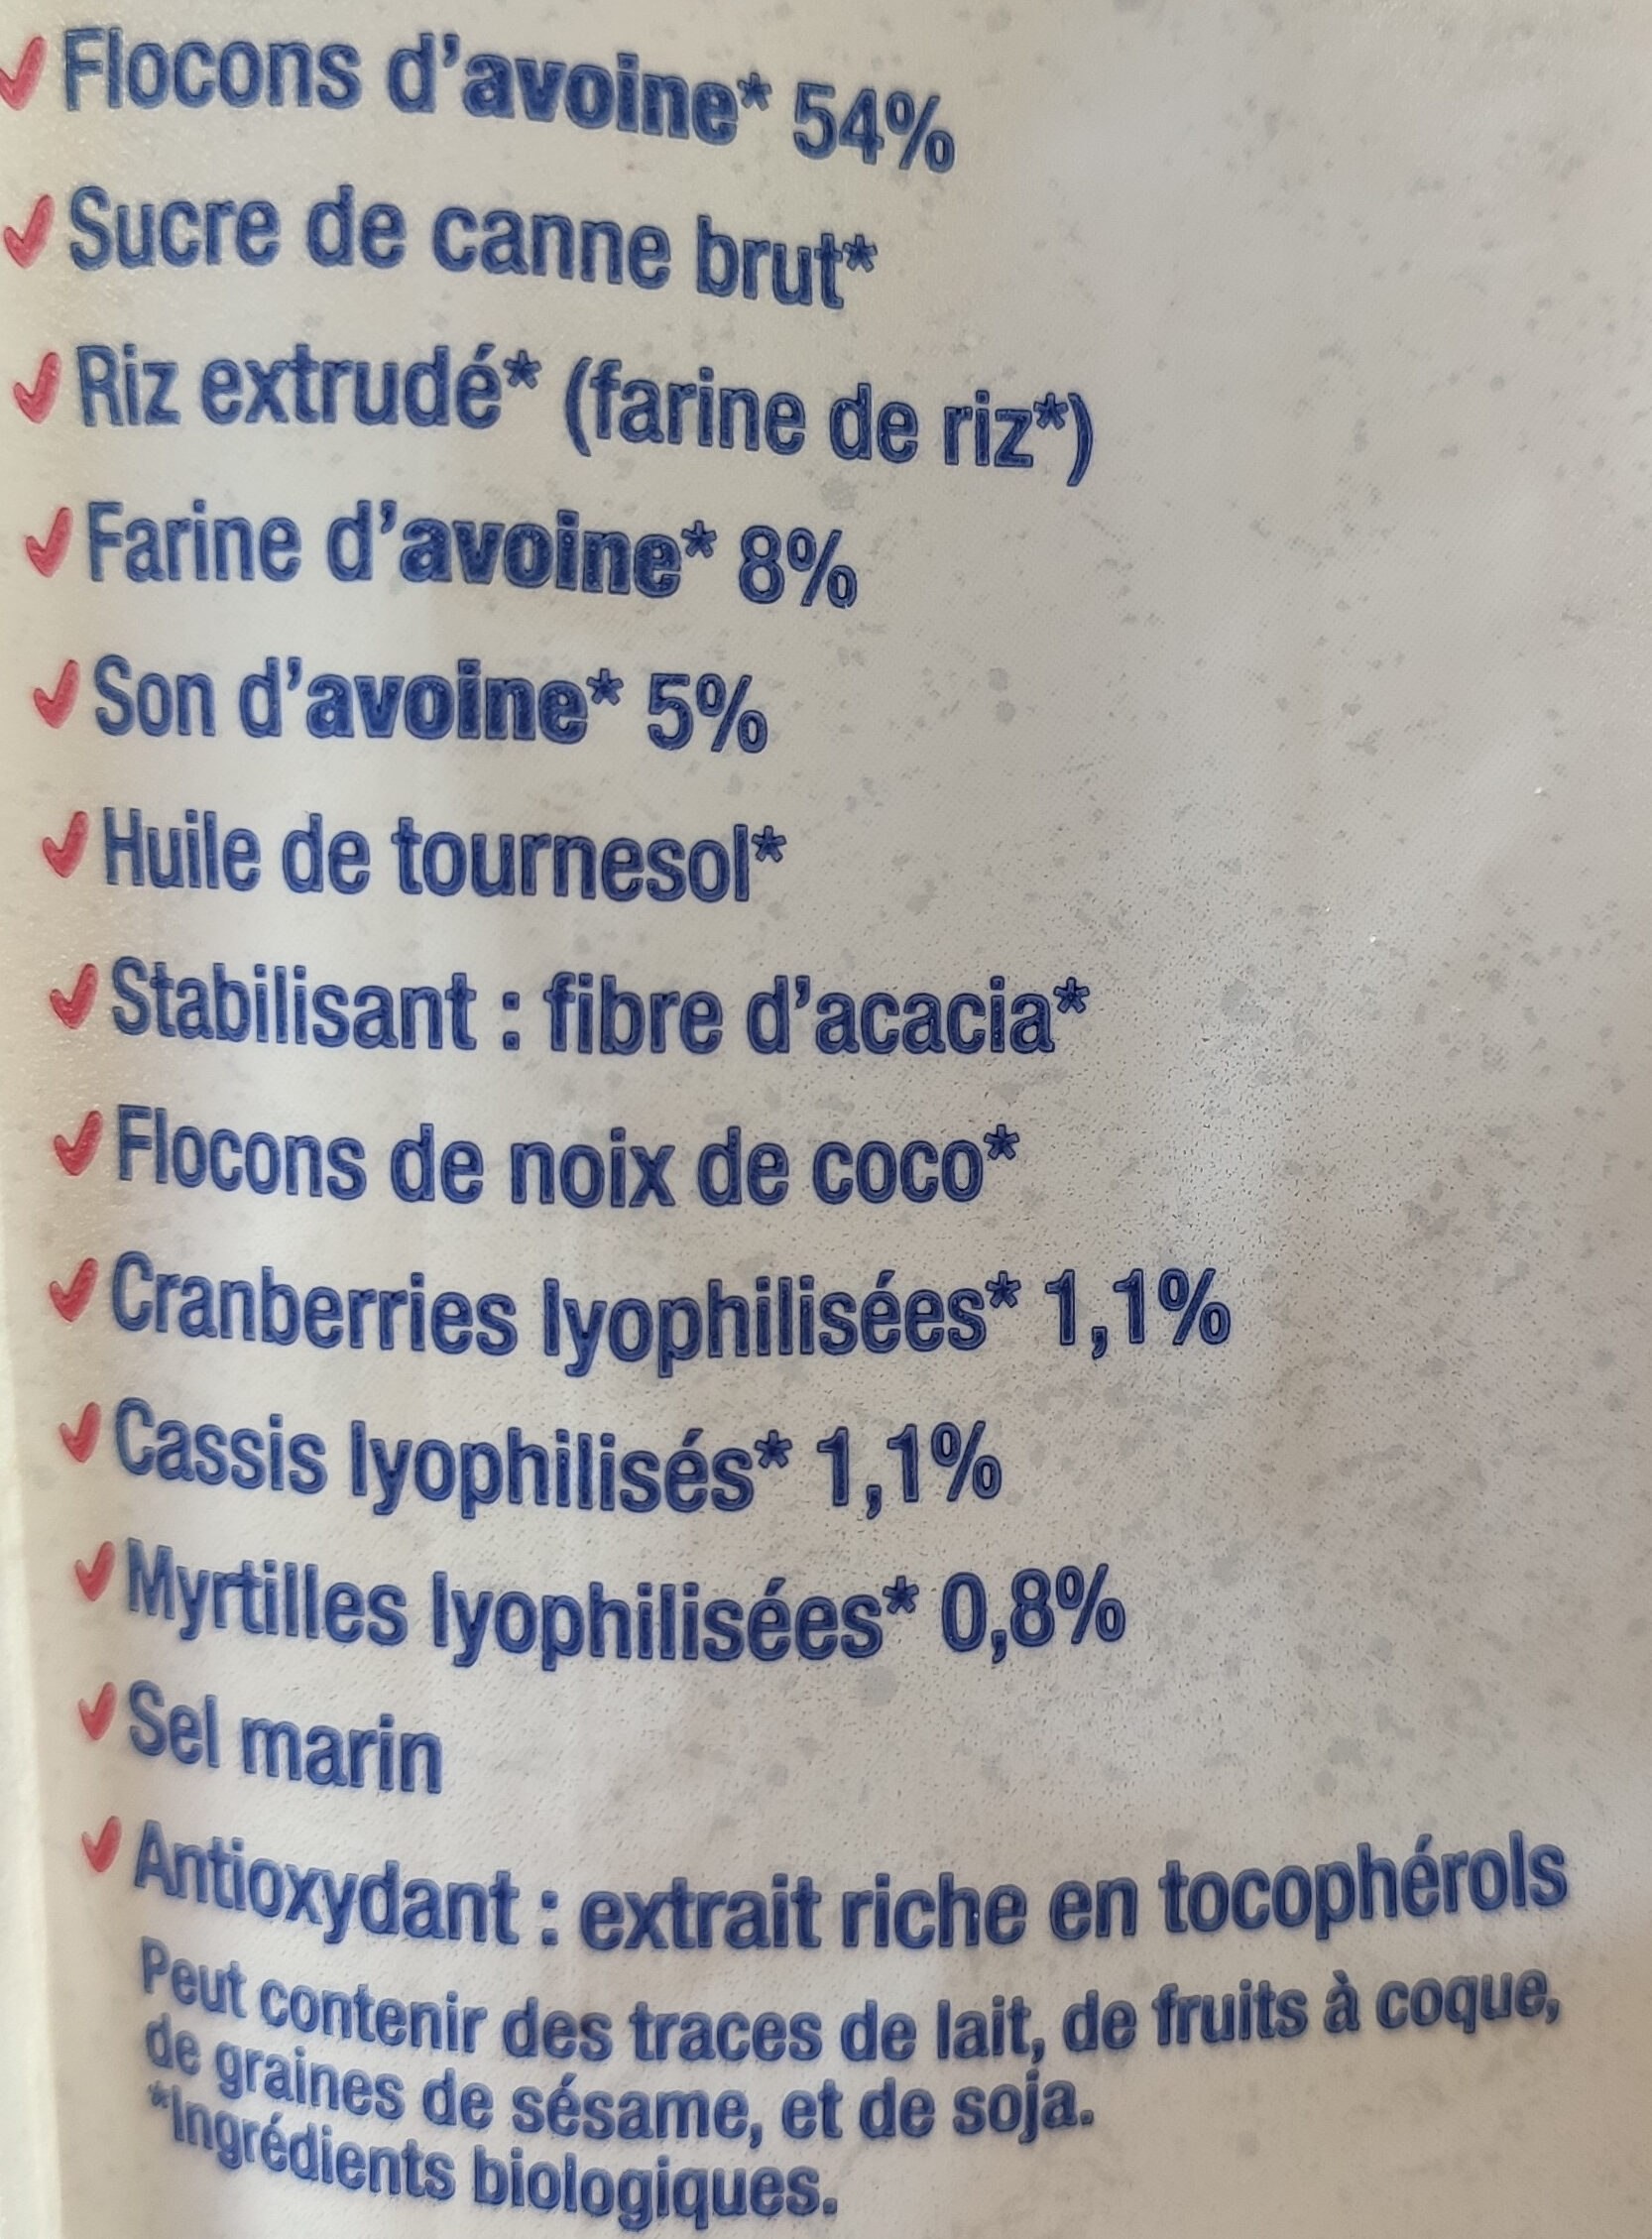 Flocons d'avoine* 54%
Sucre de canne brut*
Riz extrudé* (farine de riz*)
Farine d'avoine* 8%
Son d'avoine* 5%
Huile de tournesol*
Stabilisant : fibre d'acacia*
Flocons de noix de coco*
Cranberries lyophilisées* 1,1%
Cassis lyophilisés* 1,1%
Myrtilles lyophilisées* 0,8%
Sel marin
Antioxydant : extrait riche en tocophérols
Peut contenir des traces de lait, de fruits à coque,
de graines de sésame, et de soja.
*Ingrédients biologiques.